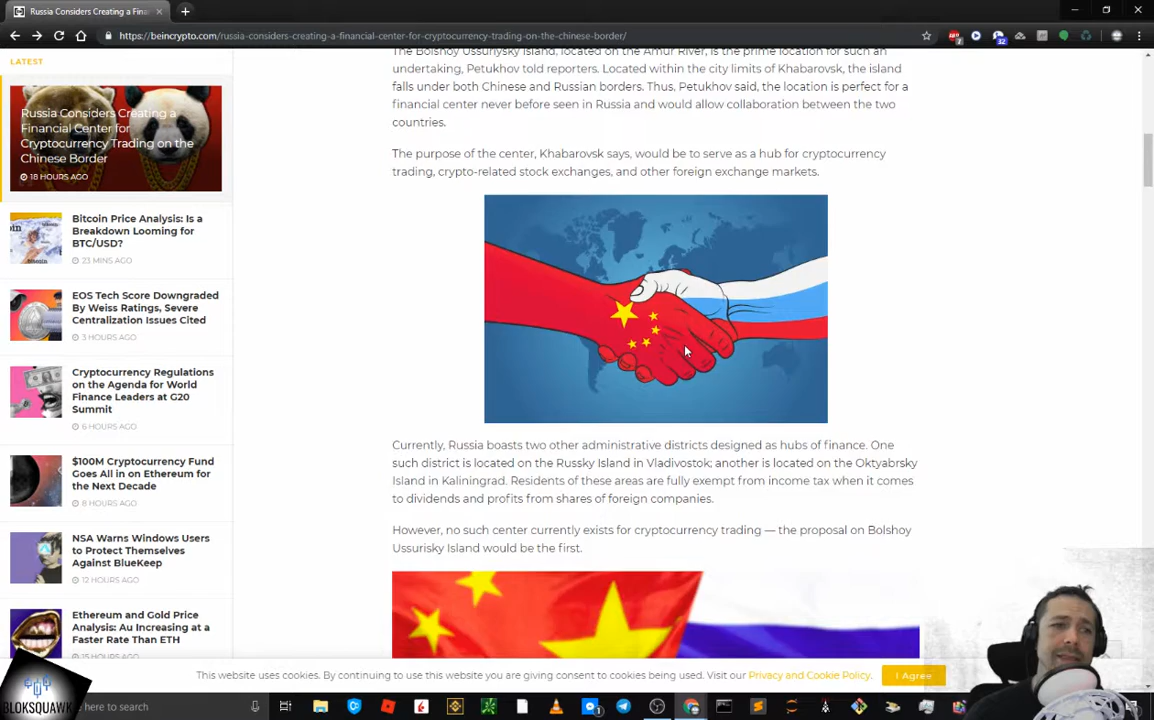 Russia Considers Creating a Fina
https://beincrypto.com/russia-considers-creating-a-financial-center-for-cryptocurrency-trading-on-the-chinese-border/
7
32
LATEST
Russia Considers Creating a
Financial Center for
Cryptocurrency Trading on the
Chinese Border
18 HOURS AGO
Bitcoin Price Analysis: Is a
Breakdown Looming for
BTC/USD?
23 MINS AGO
EOS Tech Score Downgraded
By Weiss Ratings, Severe
Centralization Issues Cited
3 HOURS AGO
Cryptocurrency Regulations
on the Agenda for World
Finance Leaders at G20
Summit
6 HOURS AGO
$100M Cryptocurrency Fund
Goes All in on Ethereum for
the Next Decade
8 HOURS AGO
NSA Warns Windows Users
to Protect Themselves
Against BlueKeep
12 HOURS AGO
Ethereum and Gold Price
Analysis: Au Increasing at a
Faster Rate Than ETH
15 HOURS AGO
The Bolshoy Ussuriysky Island, located on the Amur River, is the prime location for such an
undertaking, Petukhov told reporters. Located within the city limits of Khabarovsk, the island
falls under both Chinese and Russian borders. Thus, Petukhov said, the location is perfect for a
financial center never before seen in Russia and would allow collaboration between the two
countries.
The purpose of the center, Khabarovsk says, would be to serve as a hub for cryptocurrency
trading, crypto-related stock exchanges, and other foreign exchange markets.
Currently, Russia boasts two other administrative districts designed as hubs of finance. One
such district is located on the Russky Island in Vladivostok; another is located on the Oktyabrsky
Island in Kaliningrad. Residents of these areas are fully exempt from income tax when it comes
to dividends and profits from shares of foreign companies.
However, no such center currently exists for cryptocurrency trading — the proposal on Bolshoy
Ussurisky Island would be the first.
This website uses cookies. By continuing to use this website you are giving consent to cookies being used. Visit our Privacy and Cookie Policy.
I Agree
BLOKSQUAWK
here to search